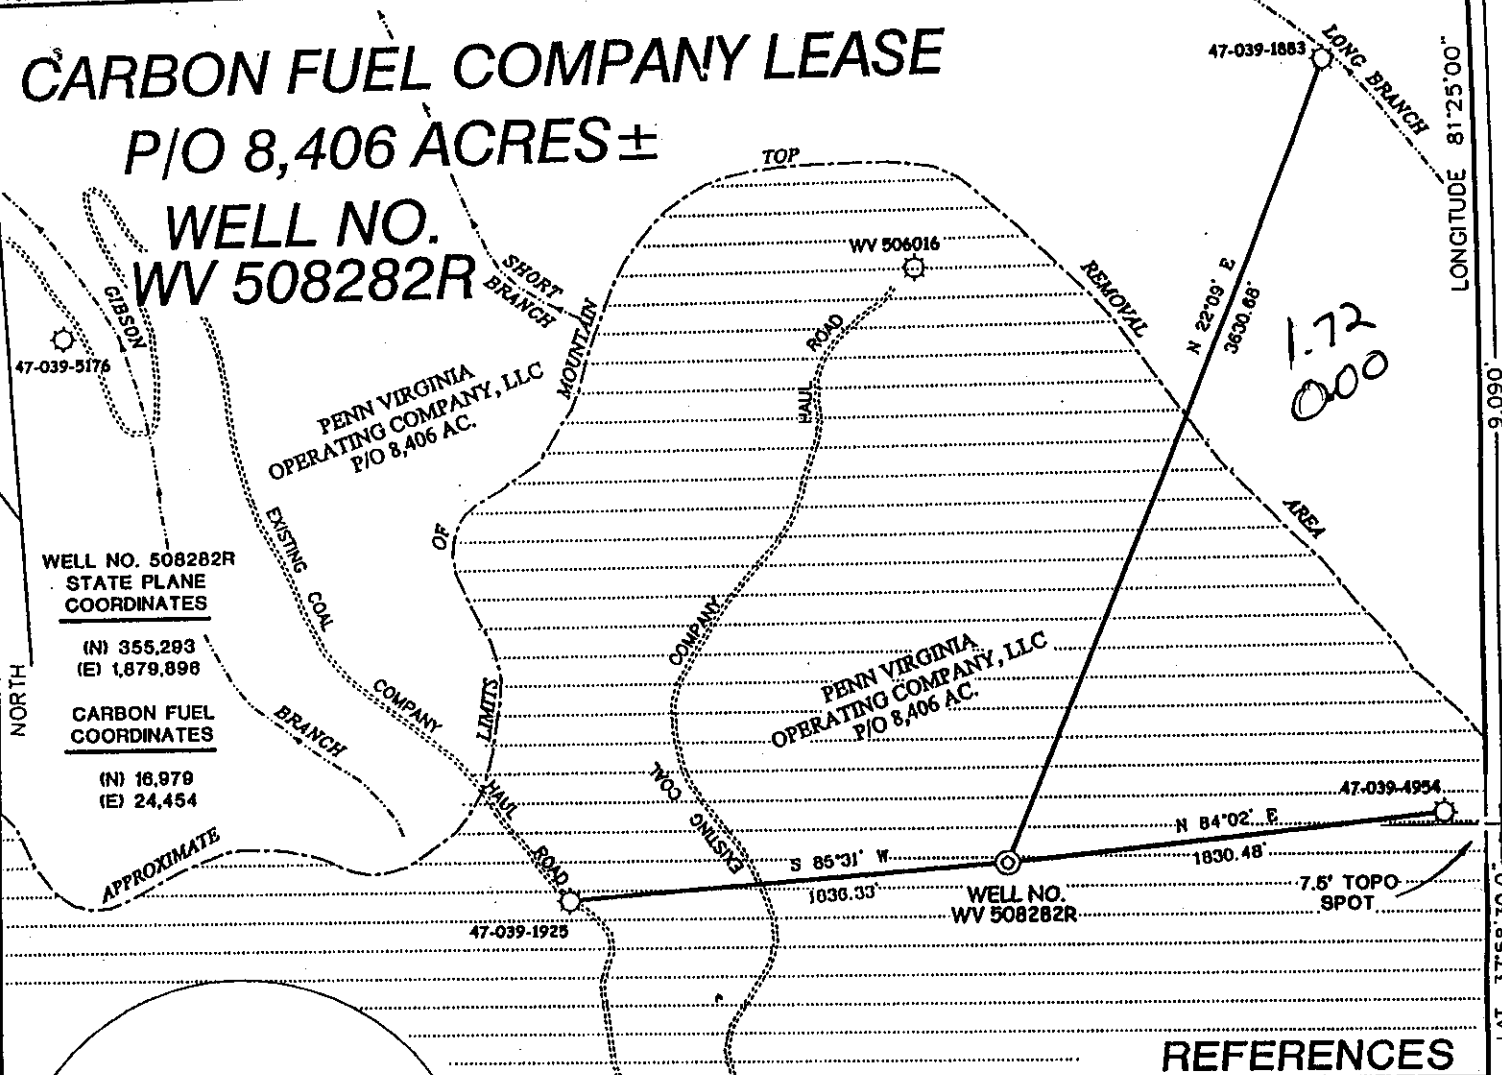 CARBON FUEL COMPANY LEASE
P/O 8,406 ACRES±
WELL NO.
WV 508282R
47-039-1883
LONG BRANCH
LONGITUDE 81°25'00"
TOP
WV 506016
SHORT
BRANCH
GIBSON
47-039-5176
MOUNTAIN
REMOVAL
ROAD
HAUL
N 22°09' E
3630.68'
1.72
0.00
9,060'
PENN VIRGINIA
OPERATING COMPANY, LLC
P/O 8,406 AC.
EXISTING
COAL
OF
AREA
WELL NO. 508282R
STATE PLANE
COORDINATES
(N) 355,293
(E) 1,879,896
CARBON FUEL
COORDINATES
(N) 16,979
(E) 24,454
NORTH
COMPANY
COMPANY
LIMITS
PENN VIRGINIA
OPERATING COMPANY, LLC
P/O 8,406 AC.
BRANCH
COAL
EXISTING
HAUL
ROAD
APPROXIMATE
47-039-4954
N 84°02' E
1830.48'
S 85°31' W
1836.33'
WELL NO.
WV 508282R
7.5' TOPO
SPOT
47-039-1925
REFERENCES